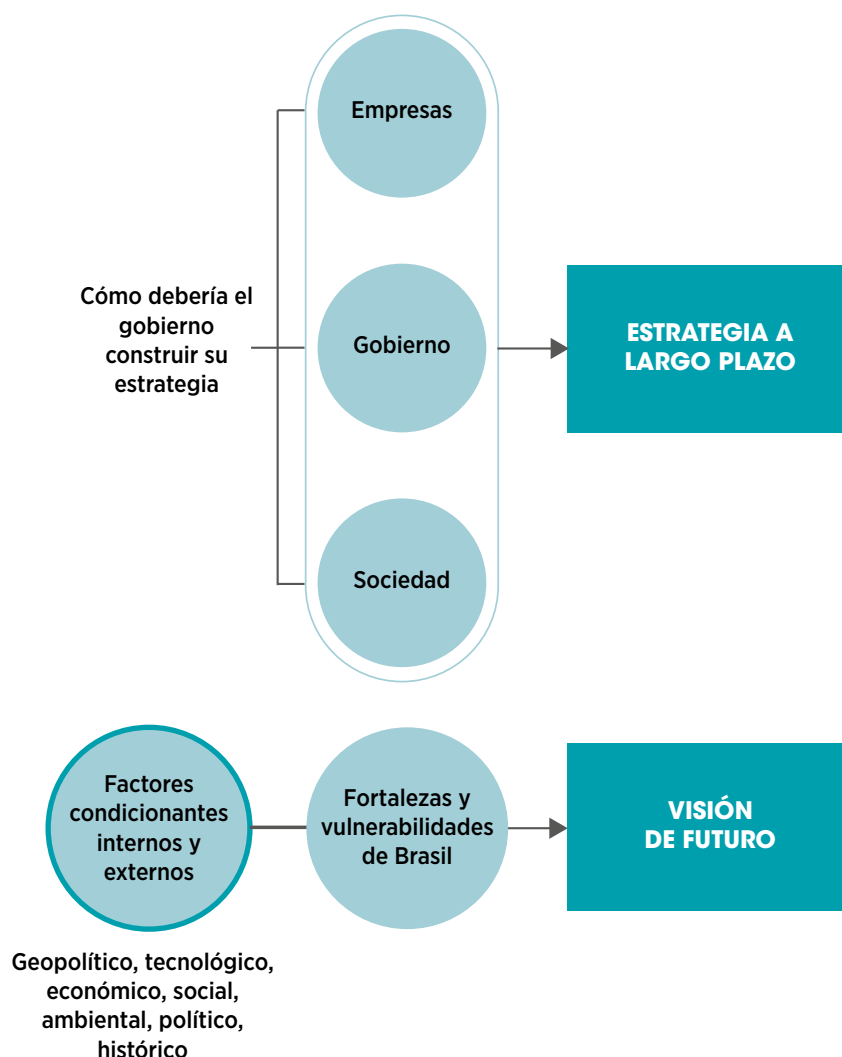 Empresas
Cómo debería el
gobierno
construir su
estrategia
Gobierno
ESTRATEGIA A
LARGO PLAZO
Sociedad
Factores
condicionantes
internos y
externos
Fortalezas y
vulnerabilidades
de Brasil
VISIÓN
DE FUTURO
Geopolítico, tecnológico,
económico, social,
ambiental, político,
histórico